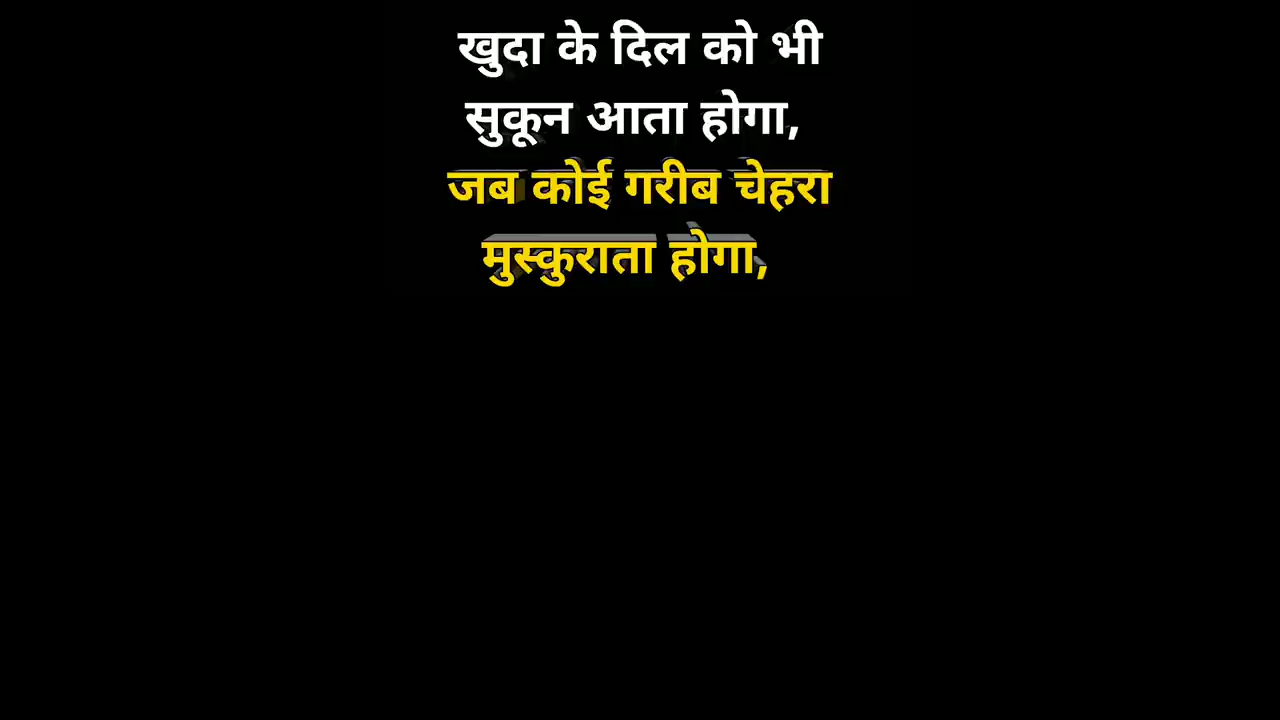 खुदा के दिल को भी
सुकून आता होगा,
जब कोई गरीब चेहरा
मुस्कुराता होगा,